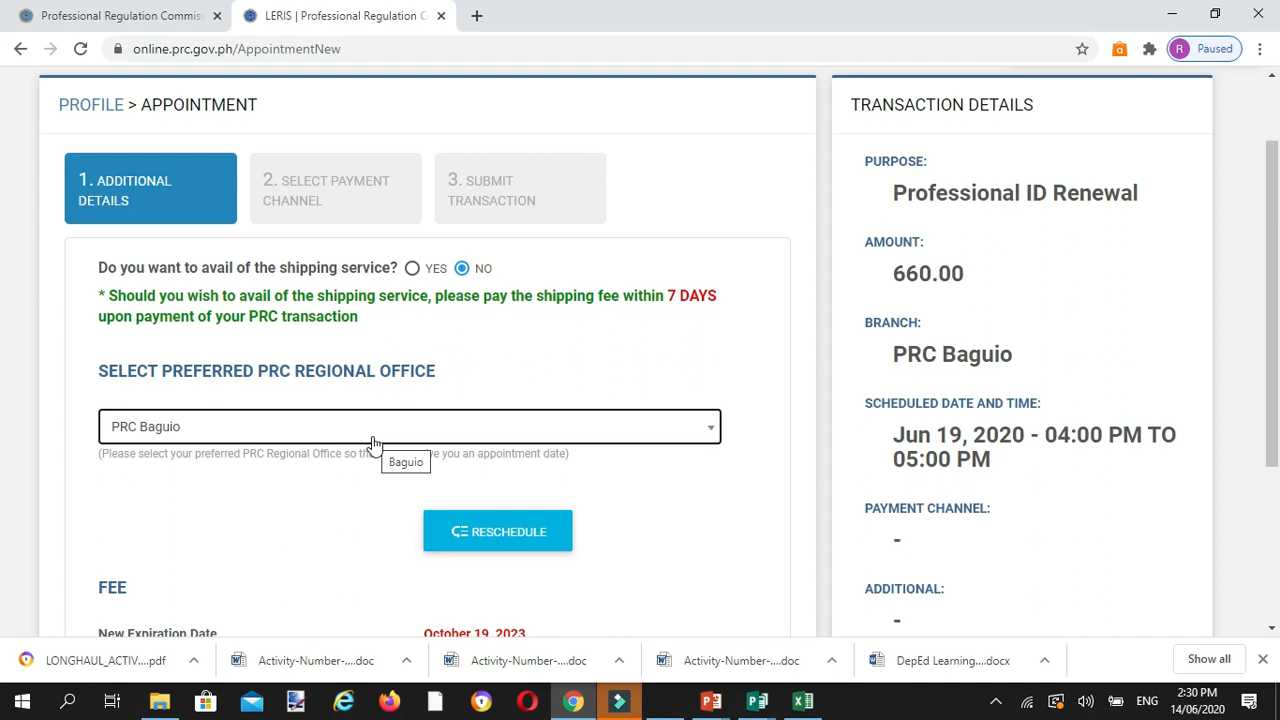 Professional Regulation Commis
LERIS | Professional Regulation C
online.prc.gov.ph/AppointmentNew
R Paused
PROFILE > APPOINTMENT
1. ADDITIONAL
DETAILS
2. SELECT PAYMENT
CHANNEL
3. SUBMIT
TRANSACTION
Do you want to avail of the shipping service? YES NO
* Should you wish to avail of the shipping service, please pay the shipping fee within 7 DAYS
upon payment of your PRC transaction
SELECT PREFERRED PRC REGIONAL OFFICE
PRC Baguio
(Please select your preferred PRC Regional Office so th ve you an appointment date)
Baguio
RESCHEDULE
FEE
New Expiration Date October 19, 2023
TRANSACTION DETAILS
PURPOSE:
Professional ID Renewal
AMOUNT:
660.00
BRANCH:
PRC Baguio
SCHEDULED DATE AND TIME:
Jun 19, 2020 - 04:00 PM TO
05:00 PM
PAYMENT CHANNEL:
-
ADDITIONAL:
-
LONGHAUL_ACTIV....pdf
Activity-Number-....doc
Activity-Number-....doc
Activity-Number-....doc
DepEd Learning....docx
Show all
ENG
2:30 PM
14/06/2020